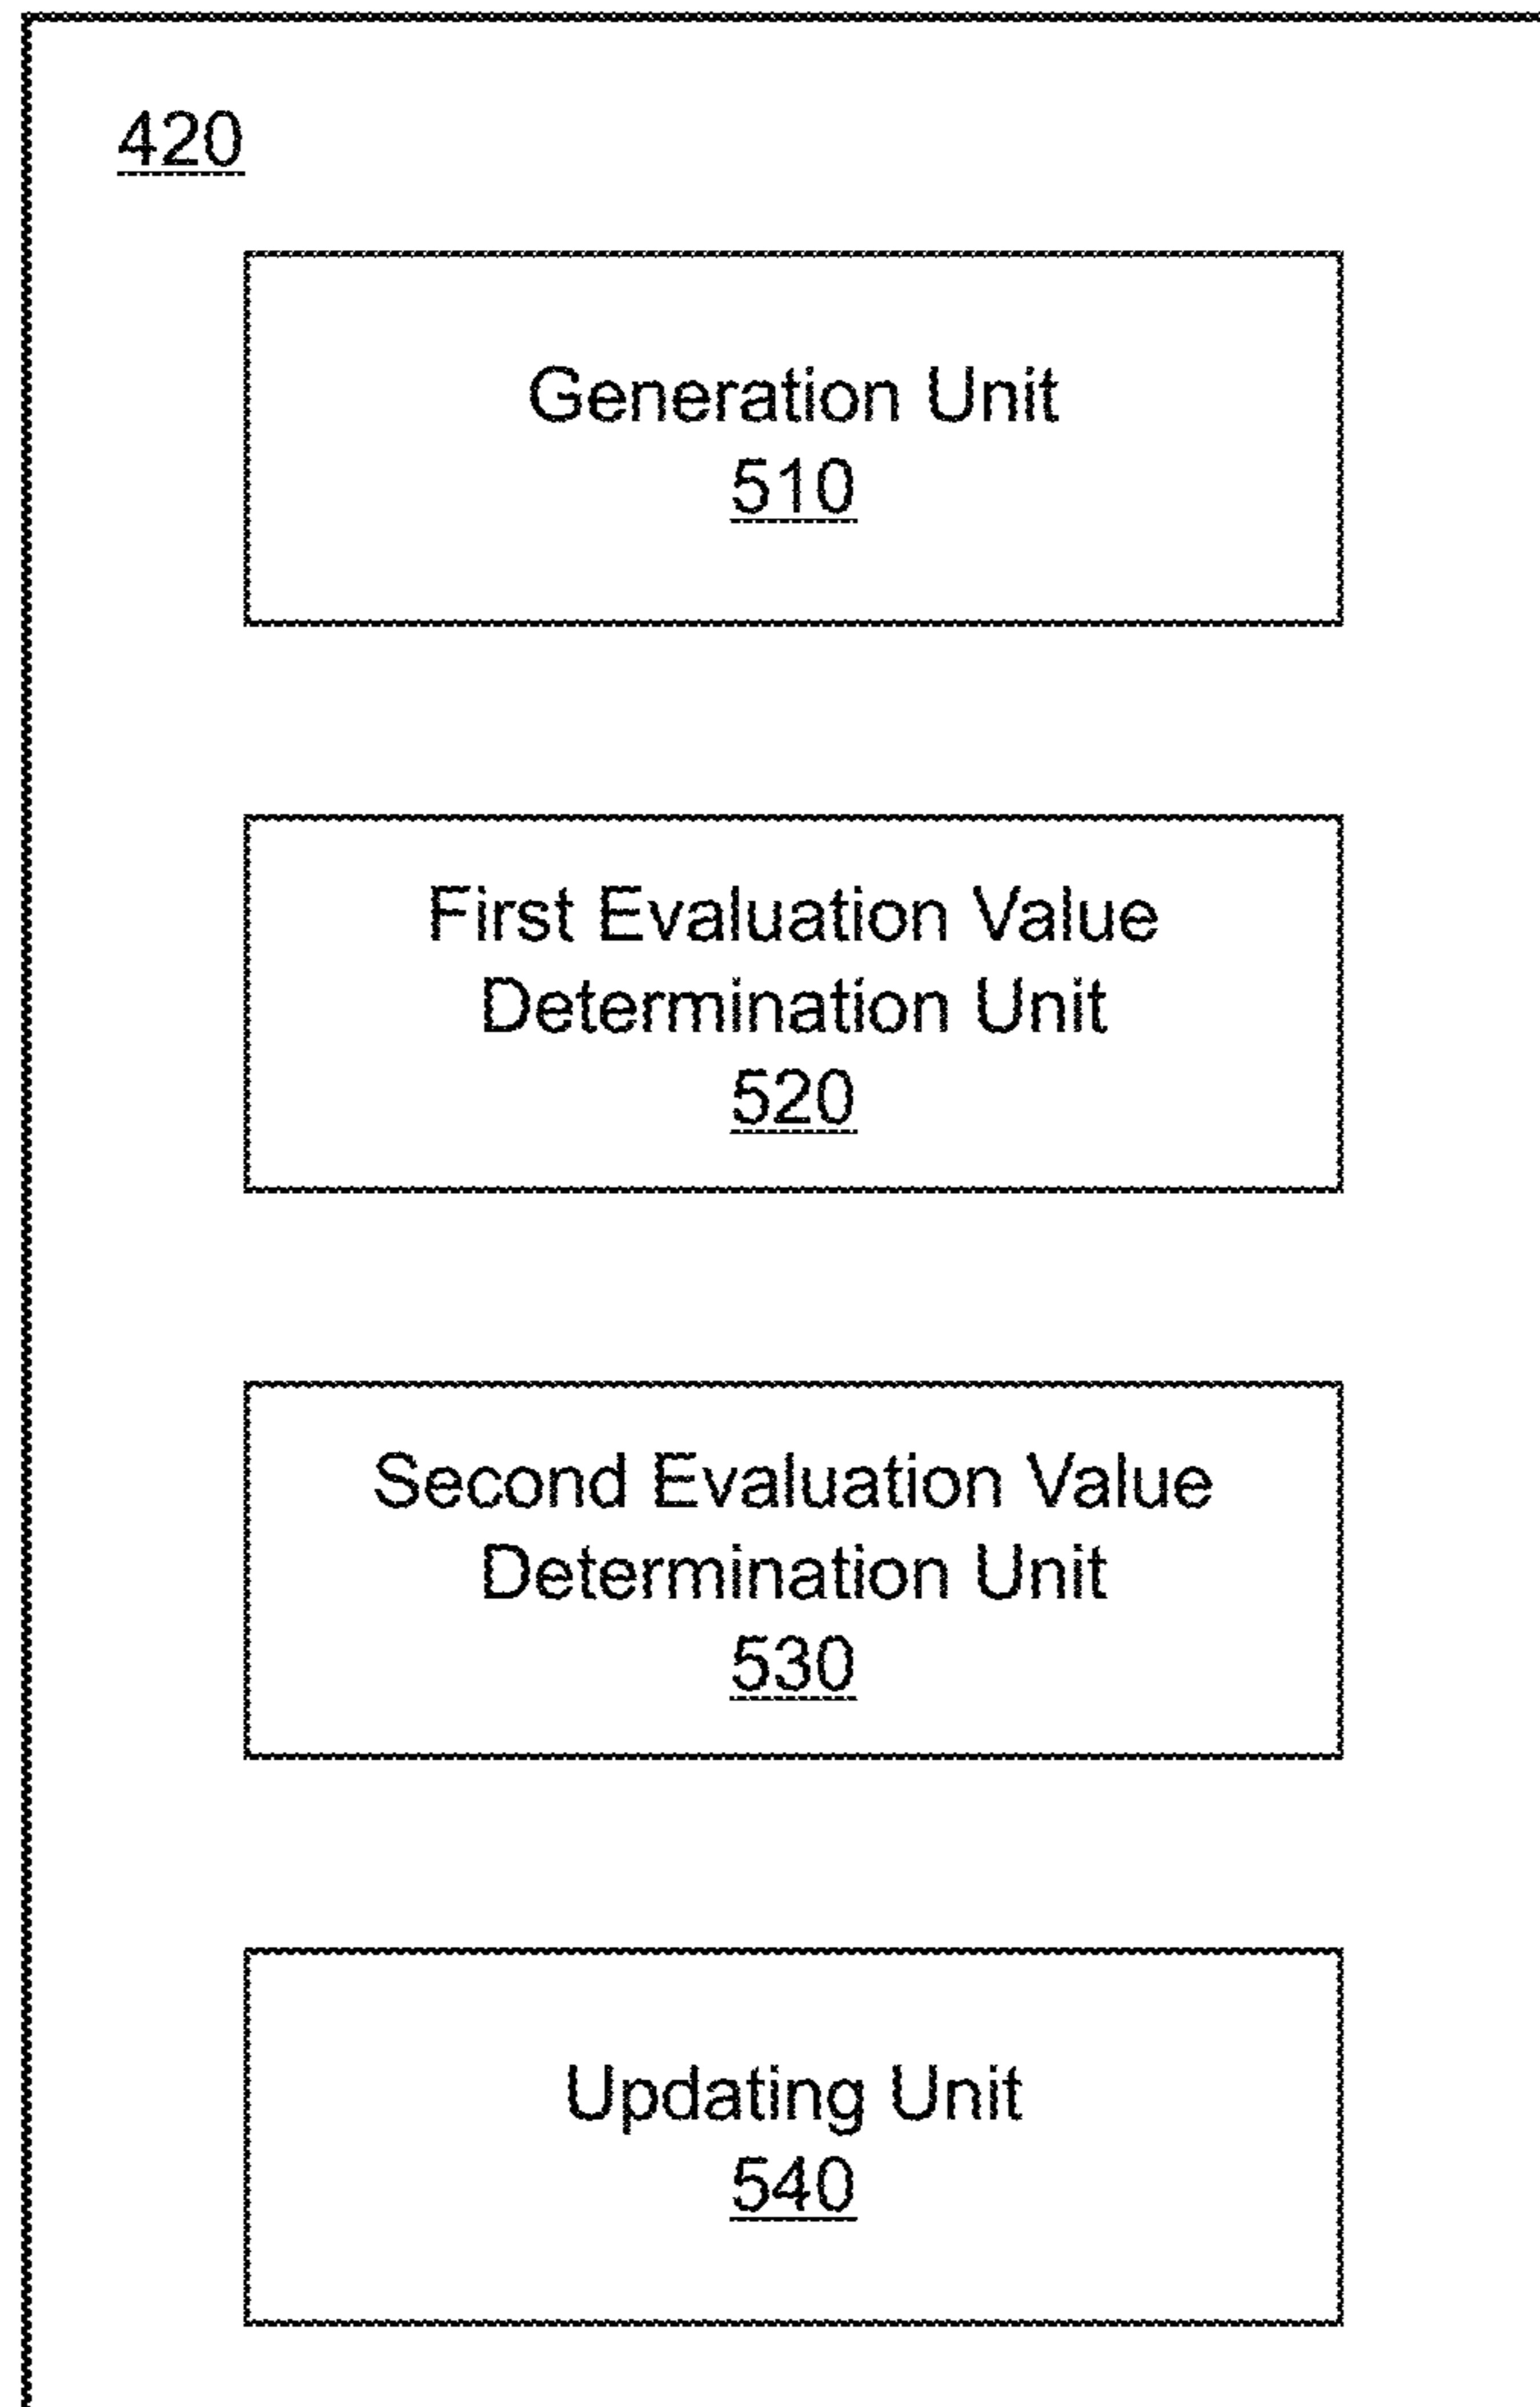 420
Generation Unit
510
First Evaluation Value
Determination Unit
520
Second Evaluation Value
Determination Unit
530
Updating Unit
540